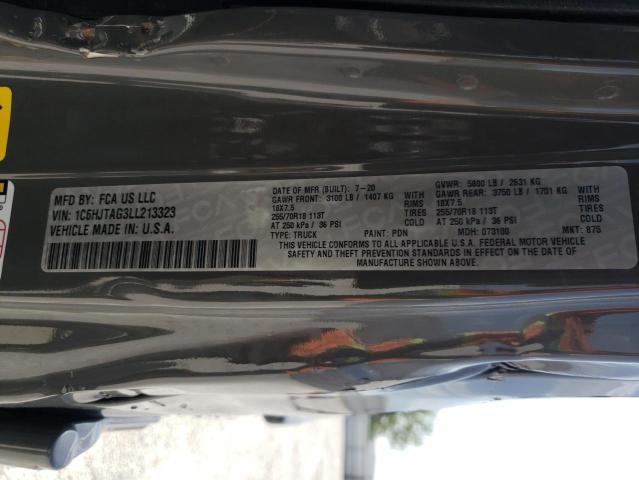 MFD BY: FCA US LLC
VIN: 1C6HJTAG3LL213323
VEHICLE MADE IN: U.S.A.
DATE OF MFR (BUILT): 7-20 GVWR: 5800 LB / 2631 KG
GAWR FRONT: 3100 LB / 1407 KG WITH GAWR REAR: 3750 LB / 1701 KG WITH
18X7.5 RIMS 18X7.5 RIMS
255/70R18 113T TIRES 255/70R18 113T TIRES
AT 250 kPa / 36 PSI COLD AT 250 kPa / 36 PSI COLD
TYPE: TRUCK PAINT: PDN MDH: 073100 MKT: 875
THIS VEHICLE CONFORMS TO ALL APPLICABLE U.S.A. FEDERAL MOTOR VEHICLE
SAFETY AND THEFT PREVENTION STANDARDS IN EFFECT ON THE DATE OF
MANUFACTURE SHOWN ABOVE.